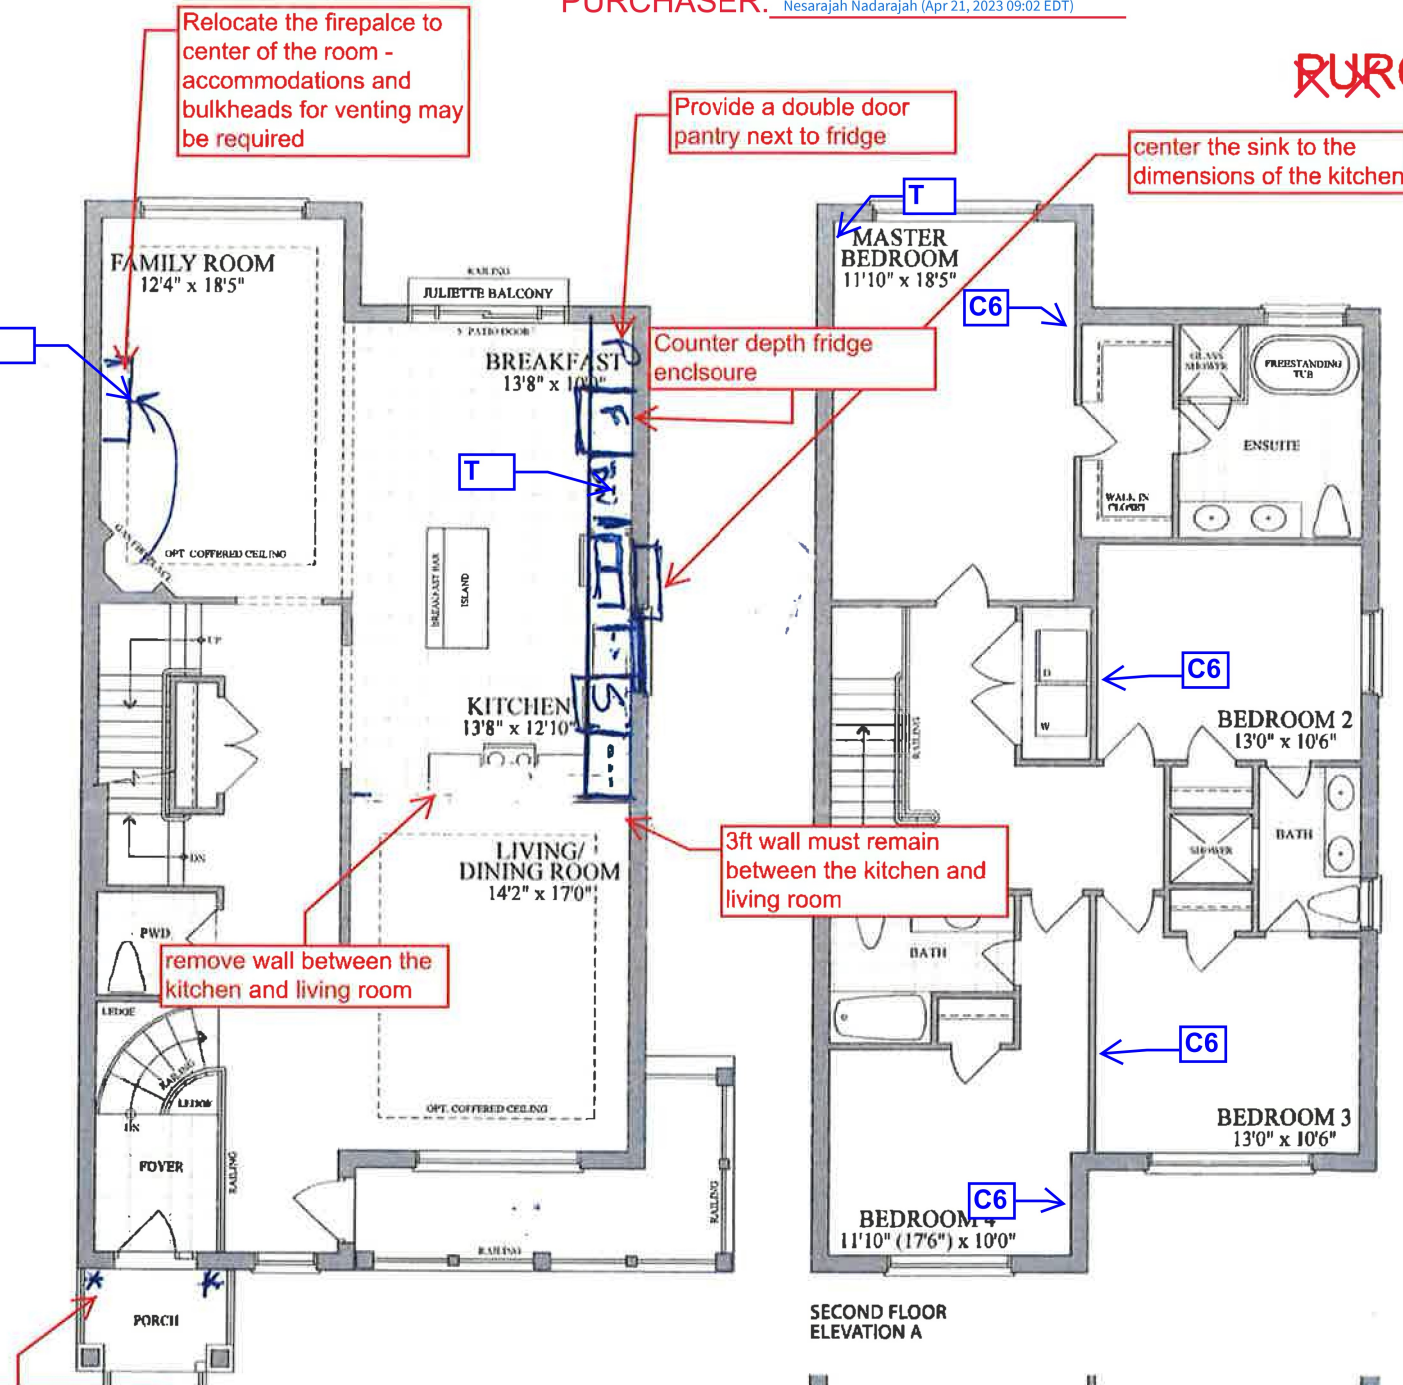 PURCHASER:
Nesarajah Nadarajah (Apr 21, 2023 09:02 EDT)
Relocate the firepalce to
center of the room -
accommodations and
bulkheads for venting may
be required
Provide a double door
pantry next to fridge
center the sink to the
dimensions of the kitchen
T
MASTER
BEDROOM
11'10" x 18'5"
C6
FAMILY ROOM
12'4" x 18'5"
RAILING
JULIETTE BALCONY
5' PATIO DOOR
BREAKFAST
13'8" x 10'0"
P
Counter depth fridge
enclsoure
F
GLASS
SHOWER
FREESTANDING
TUB
ENSUITE
T
DW
WALK IN
CLOSET
GAS FIREPLACE
OPT. COFFERED CEILING
BREAKFAST BAR
ISLAND
UP
D
W
C6
RAILING
KITCHEN
13'8" x 12'10"
S
BEDROOM 2
13'0" x 10'6"
LIVING/
DINING ROOM
14'2" x 17'0"
3ft wall must remain
between the kitchen and
living room
DN
SHOWER
BATH
PWD
remove wall between the
kitchen and living room
BATH
LEDGE
RAILING
LEDGE
DN
C6
OPT. COFFERED CEILING
BEDROOM 3
13'0" x 10'6"
FOYER
RAILING
RAILING
C6
BEDROOM 4
11'10" (17'6") x 10'0"
RAILING
PORCH
SECOND FLOOR
ELEVATION A